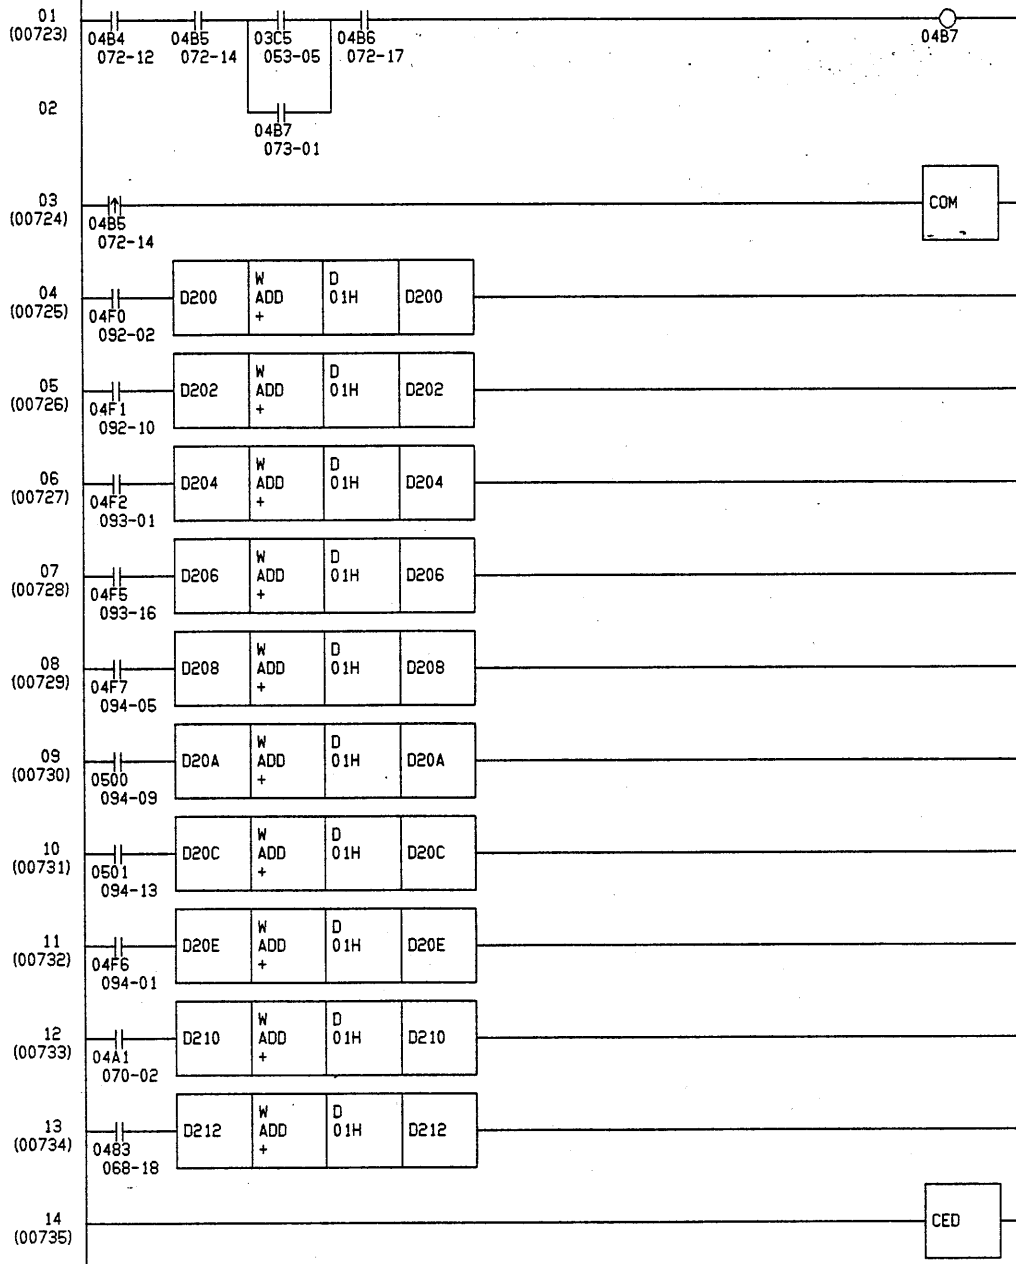 01
(00723) 04B4 04B5 03C5 04B6 04B7
072-12 072-14 053-05 072-17
02
04B7
073-01
03
(00724) 04B5 COM
072-14
04 D200 W ADD + D 01H D200
(00725) 04F0
092-02
05 D202 W ADD + D 01H D202
(00726) 04F1
092-10
06 D204 W ADD + D 01H D204
(00727) 04F2
093-01
07 D206 W ADD + D 01H D206
(00728) 04F5
093-16
08 D208 W ADD + D 01H D208
(00729) 04F7
094-05
09 D20A W ADD + D 01H D20A
(00730) 0500
094-09
10 D20C W ADD + D 01H D20C
(00731) 0501
094-13
11 D20E W ADD + D 01H D20E
(00732) 04F6
094-01
12 D210 W ADD + D 01H D210
(00733) 04A1
070-02
13 D212 W ADD + D 01H D212
(00734) 0483
068-18
14 CED
(00735)